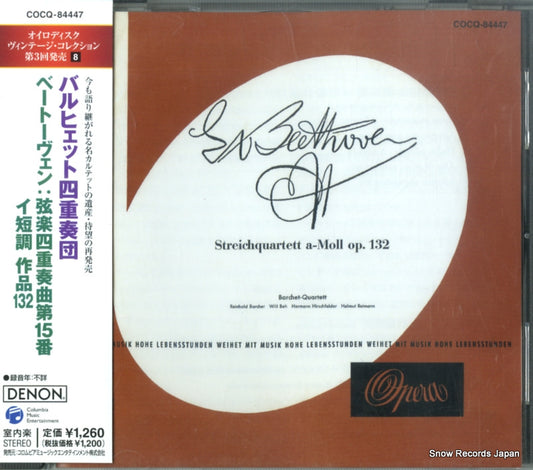 COCQ-84447
オイロディスク
ヴィンテージ・コレクション
第3回発売 8
今も語り継がれる名カルテットの遺産・待望の再発売
バルヒェット四重奏団
ベートーヴェン:弦楽四重奏曲第15番
イ短調 作品132
●録音年:不詳
DENON
Columbia
Music
Entertainment
室内楽
STEREO
定価 ¥1,260
(税抜価格 ¥1,200)
発売元:コロムビアミュージックエンタテインメント株式会社
COCQ-84447
Beethoven
Streichquartett a-Moll op. 132
Barchet-Quartett
Reinhold Barchet Will Beh Hermann Hirschfelder Helmut Reimann
MUSIK HOHE LEBENSSTUNDEN WEIHET MIT MUSIK HOHE LEBENSSTUNDEN WEIHET MIT MUSIK HOHE LEBENSSTUNDEN
Opera
Snow Records Japan